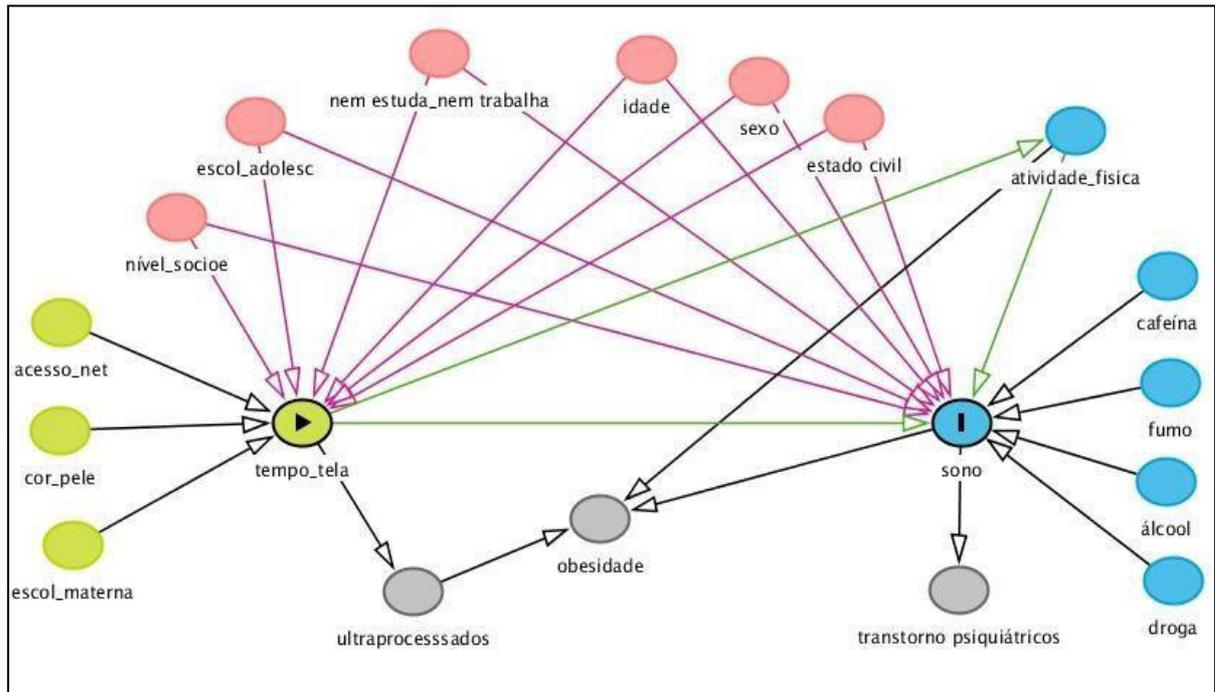 nem estuda_nem trabalha
idade
sexo
escol_adolesc
estado civil
atividade_fisica
nível_socioe
cafeína
acesso_net
fumo
tempo_tela
sono
cor_pele
álcool
obesidade
escol_materna
droga
ultraprocesssados
transtorno psiquiátricos